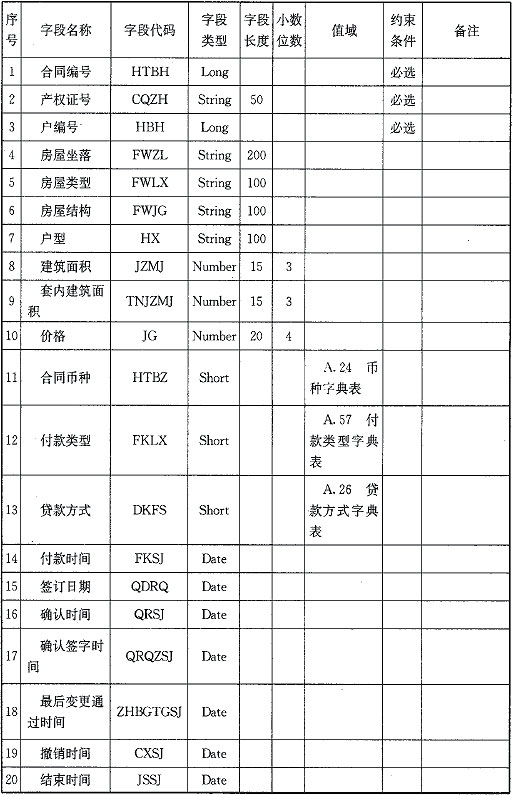 序号 字段名称 字段代码 字段类型 字段长度 小数位数 值域 约束条件 备注
1 合同编号 HTBH Long 必选
2 产权证号 CQZH String 50 必选
3 户编号 HBH Long 必选
4 房屋坐落 FWZL String 200
5 房屋类型 FWLX String 100
6 房屋结构 FWJG String 100
7 户型 HX String 100
8 建筑面积 JZMJ Number 15 3
9 套内建筑面积 TNJZMJ Number 15 3
10 价格 JG Number 20 4
11 合同币种 HTBZ Short A.24 币种字典表
12 付款类型 FKLX Short A.57 付款类型字典表
13 贷款方式 DKFS Short A.26 贷款方式字典表
14 付款时间 FKSJ Date
15 签订日期 QDRQ Date
16 确认时间 QRSJ Date
17 确认签字时间 QRQZSJ Date
18 最后变更通过时间 ZHBGTGSJ Date
19 撤销时间 CXSJ Date
20 结束时间 JSSJ Date